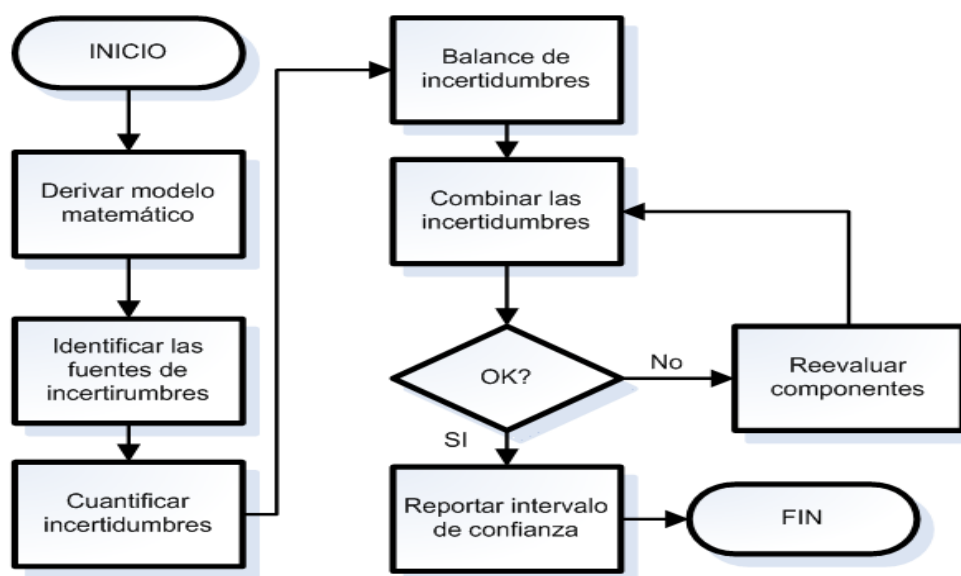 INICIO
Derivar modelo
matemático
Identificar las
fuentes de
incertirumbres
Cuantificar
incertidumbres
Balance de
incertidumbres
Combinar las
incertidumbres
OK?
No
Reevaluar
componentes
SI
Reportar intervalo
de confianza
FIN